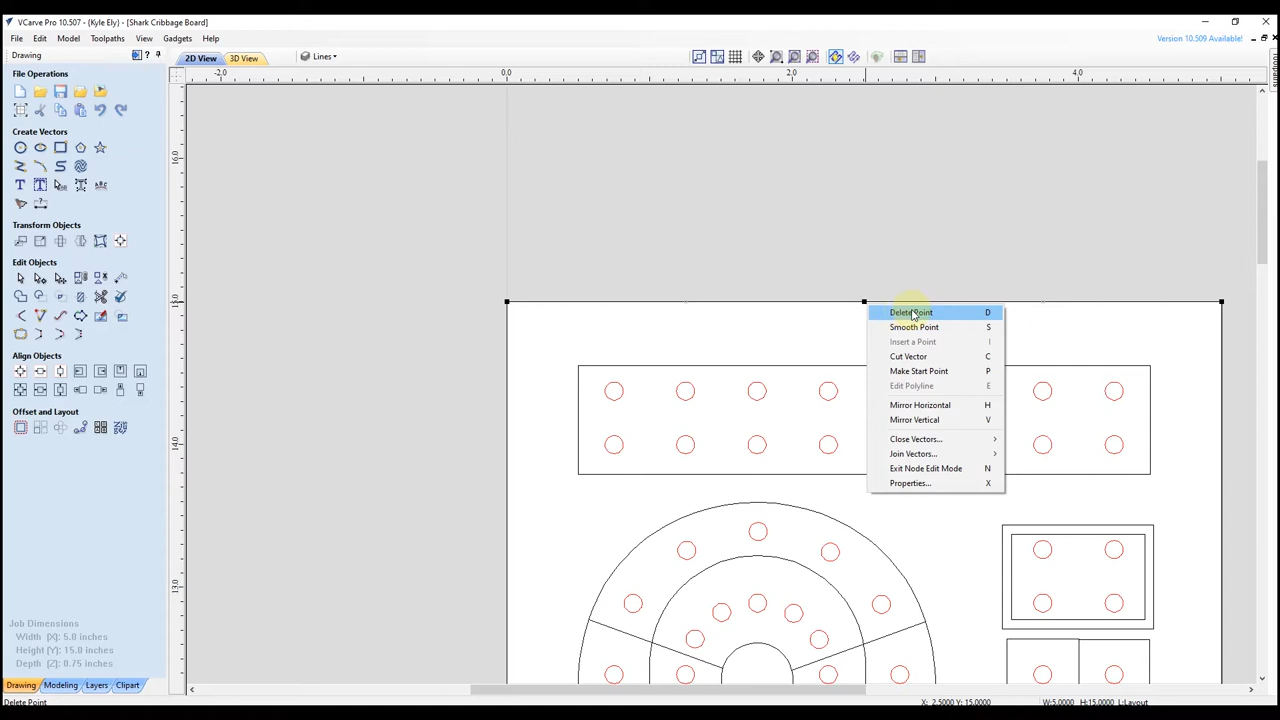 VCarve Pro 10.507 - {Kyle Ely} - [Shark Cribbage Board]
File Edit Model Toolpaths View Gadgets Help
Version 10.509 Available!
Drawing
2D View 3D View Lines
-2.0 0.0 2.0 4.0
File Operations
Create Vectors
Transform Objects
Edit Objects
Align Objects
Offset and Layout
16.0
15.0
14.0
13.0
Delete Point D
Smooth Point S
Insert a Point I
Cut Vector C
Make Start Point P
Edit Polyline E
Mirror Horizontal H
Mirror Vertical V
Close Vectors...
Join Vectors...
Exit Node Edit Mode N
Properties... X
Job Dimensions
Width [X]: 5.0 inches
Height [Y]: 15.0 inches
Depth [Z]: 0.75 inches
Drawing Modeling Layers Clipart
Delete Point
X: 2.5000 Y: 15.0000
W:5.0000 H:15.0000 L:Layout